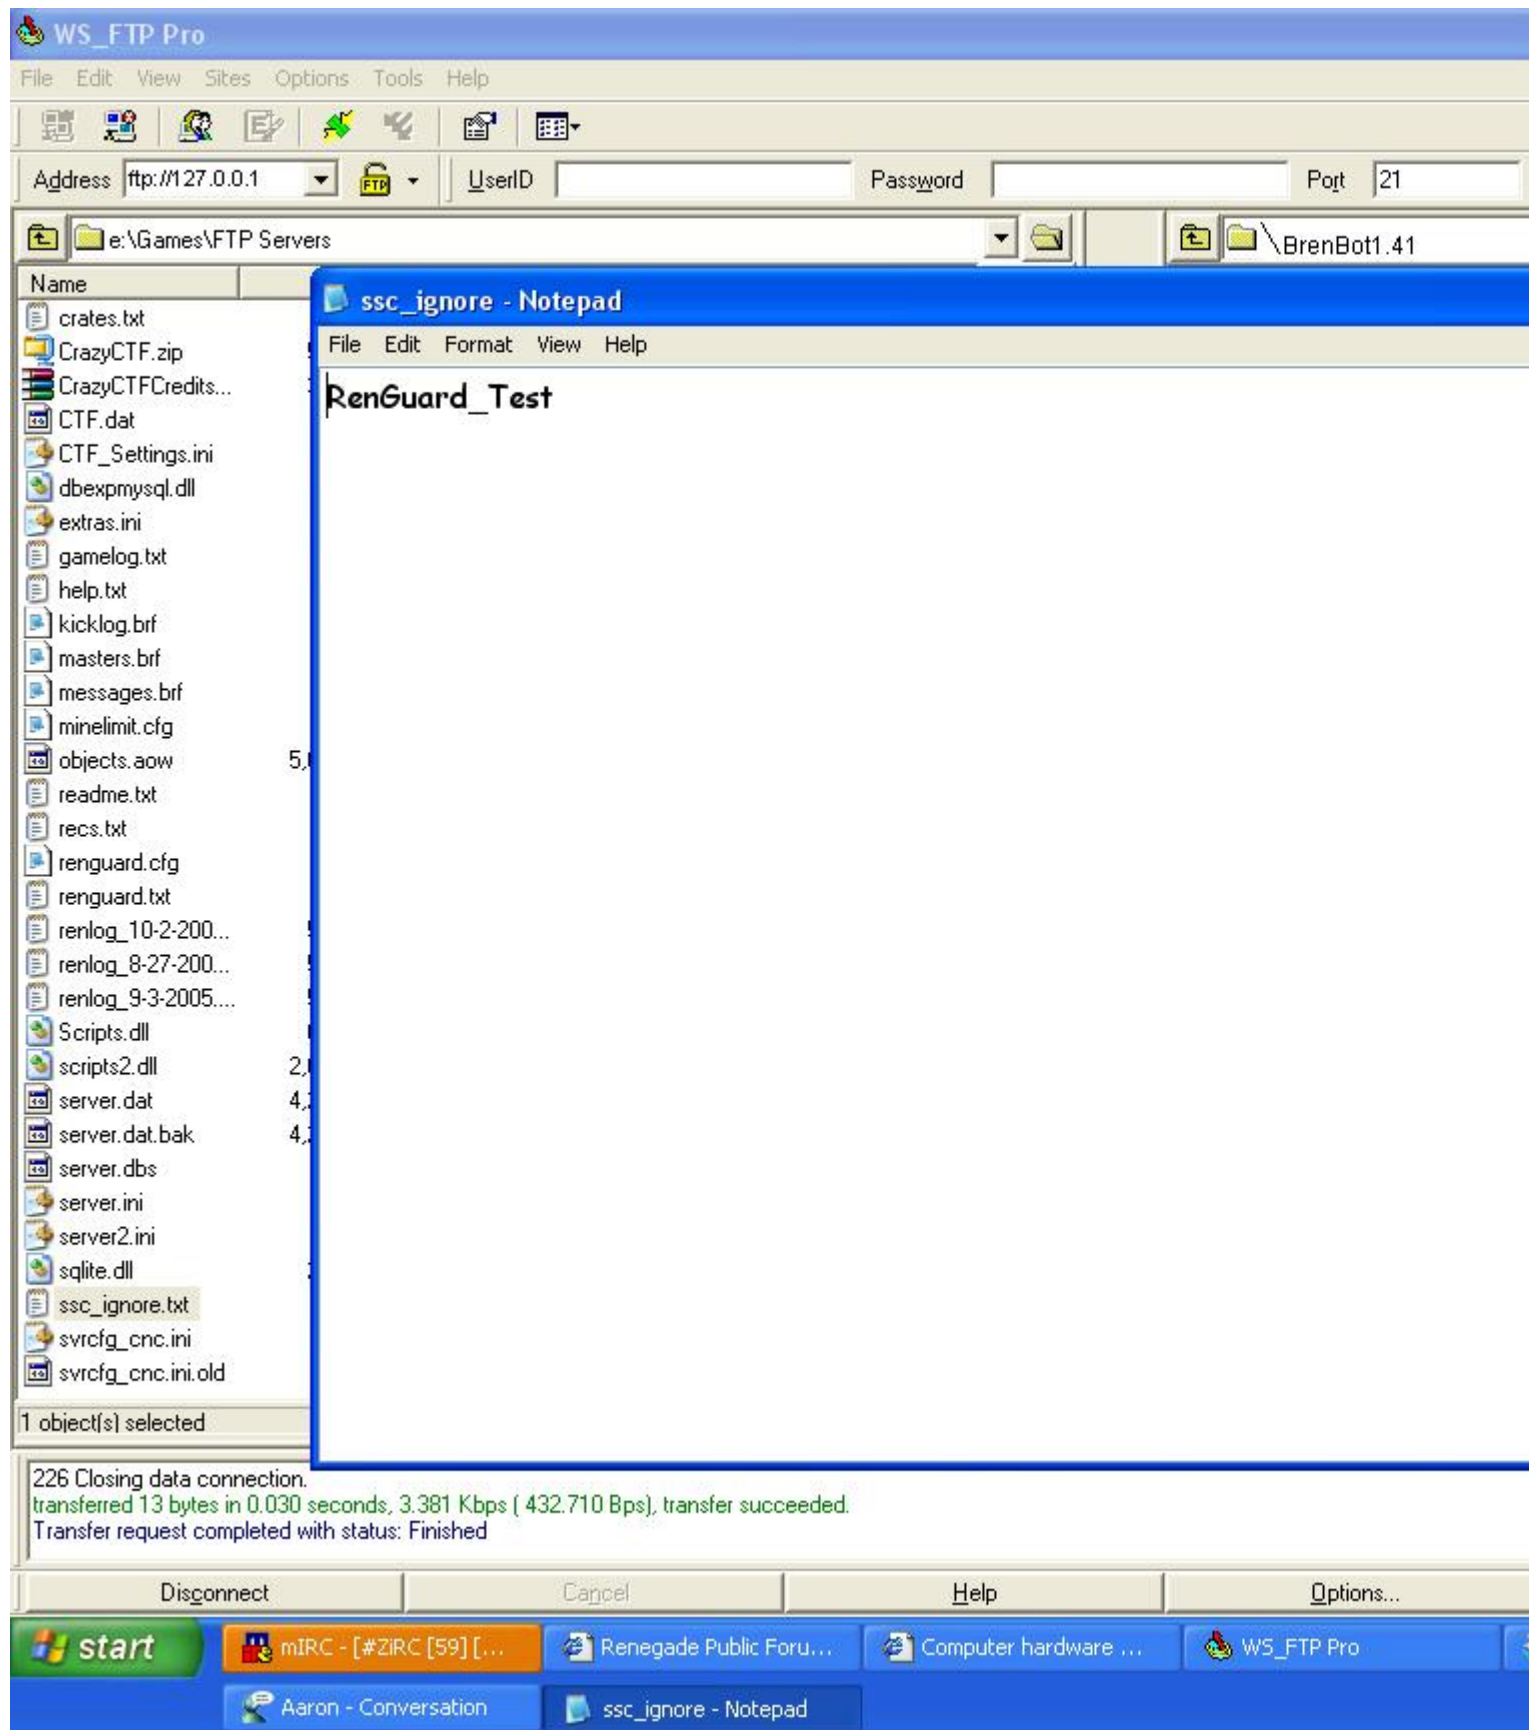 WS_FTP Pro
File Edit View Sites Options Tools Help
Address ftp://127.0.0.1 FTP UserID Password Port 21
e:\Games\FTP Servers
\BrenBot1.41
Name
crates.txt
CrazyCTF.zip
CrazyCTFCredits...
CTF.dat
CTF_Settings.ini
dbexpmysql.dll
extras.ini
gamelog.txt
help.txt
kicklog.brf
masters.brf
messages.brf
minelimit.cfg
objects.aow 5,
readme.txt
recs.txt
renguard.cfg
renguard.txt
renlog_10-2-200...
renlog_8-27-200...
renlog_9-3-2005....
Scripts.dll
scripts2.dll 2,
server.dat 4,
server.dat.bak 4,
server.dbs
server.ini
server2.ini
sqlite.dll
ssc_ignore.txt
svrcfg_cnc.ini
svrcfg_cnc.ini.old
1 object(s) selected
ssc_ignore - Notepad
File Edit Format View Help
RenGuard_Test
226 Closing data connection.
transferred 13 bytes in 0.030 seconds, 3.381 Kbps ( 432.710 Bps), transfer succeeded.
Transfer request completed with status: Finished
Disconnect Cancel Help Options...
start mIRC - [#ZiRC [59] [... Renegade Public Foru... Computer hardware ... WS_FTP Pro
Aaron - Conversation ssc_ignore - Notepad